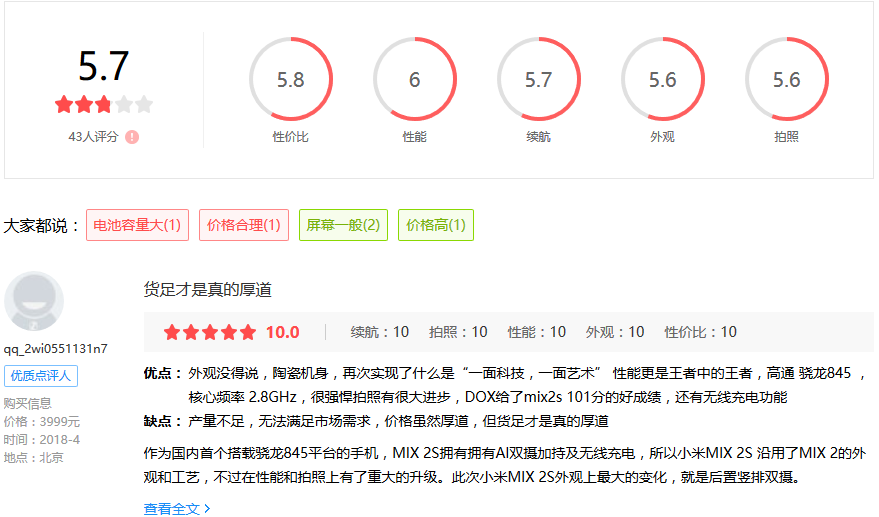 5.7
43人评分
5.8
性价比
6
性能
5.7
续航
5.6
外观
5.6
拍照
大家都说： 电池容量大(1) 价格合理(1) 屏幕一般(2) 价格高(1)
货足才是真的厚道
10.0 续航：10 拍照：10 性能：10 外观：10 性价比：10
qq_2wi0551131n7
优质点评人
购买信息
价格：3999元
时间：2018-4
地点：北京
优点： 外观没得说，陶瓷机身，再次实现了什么是“一面科技，一面艺术” 性能更是王者中的王者，高通 骁龙845 ，
核心频率 2.8GHz，很强悍拍照有很大进步，DOX给了mix2s 101分的好成绩，还有无线充电功能
缺点： 产量不足，无法满足市场需求，价格虽然厚道，但货足才是真的厚道
作为国内首个搭载骁龙845平台的手机，MIX 2S拥有拥有AI双摄加持及无线充电，所以小米MIX 2S 沿用了MIX 2的外
观和工艺，不过在性能和拍照上有了重大的升级。此次小米MIX 2S外观上最大的变化，就是后置竖排双摄。
查看全文